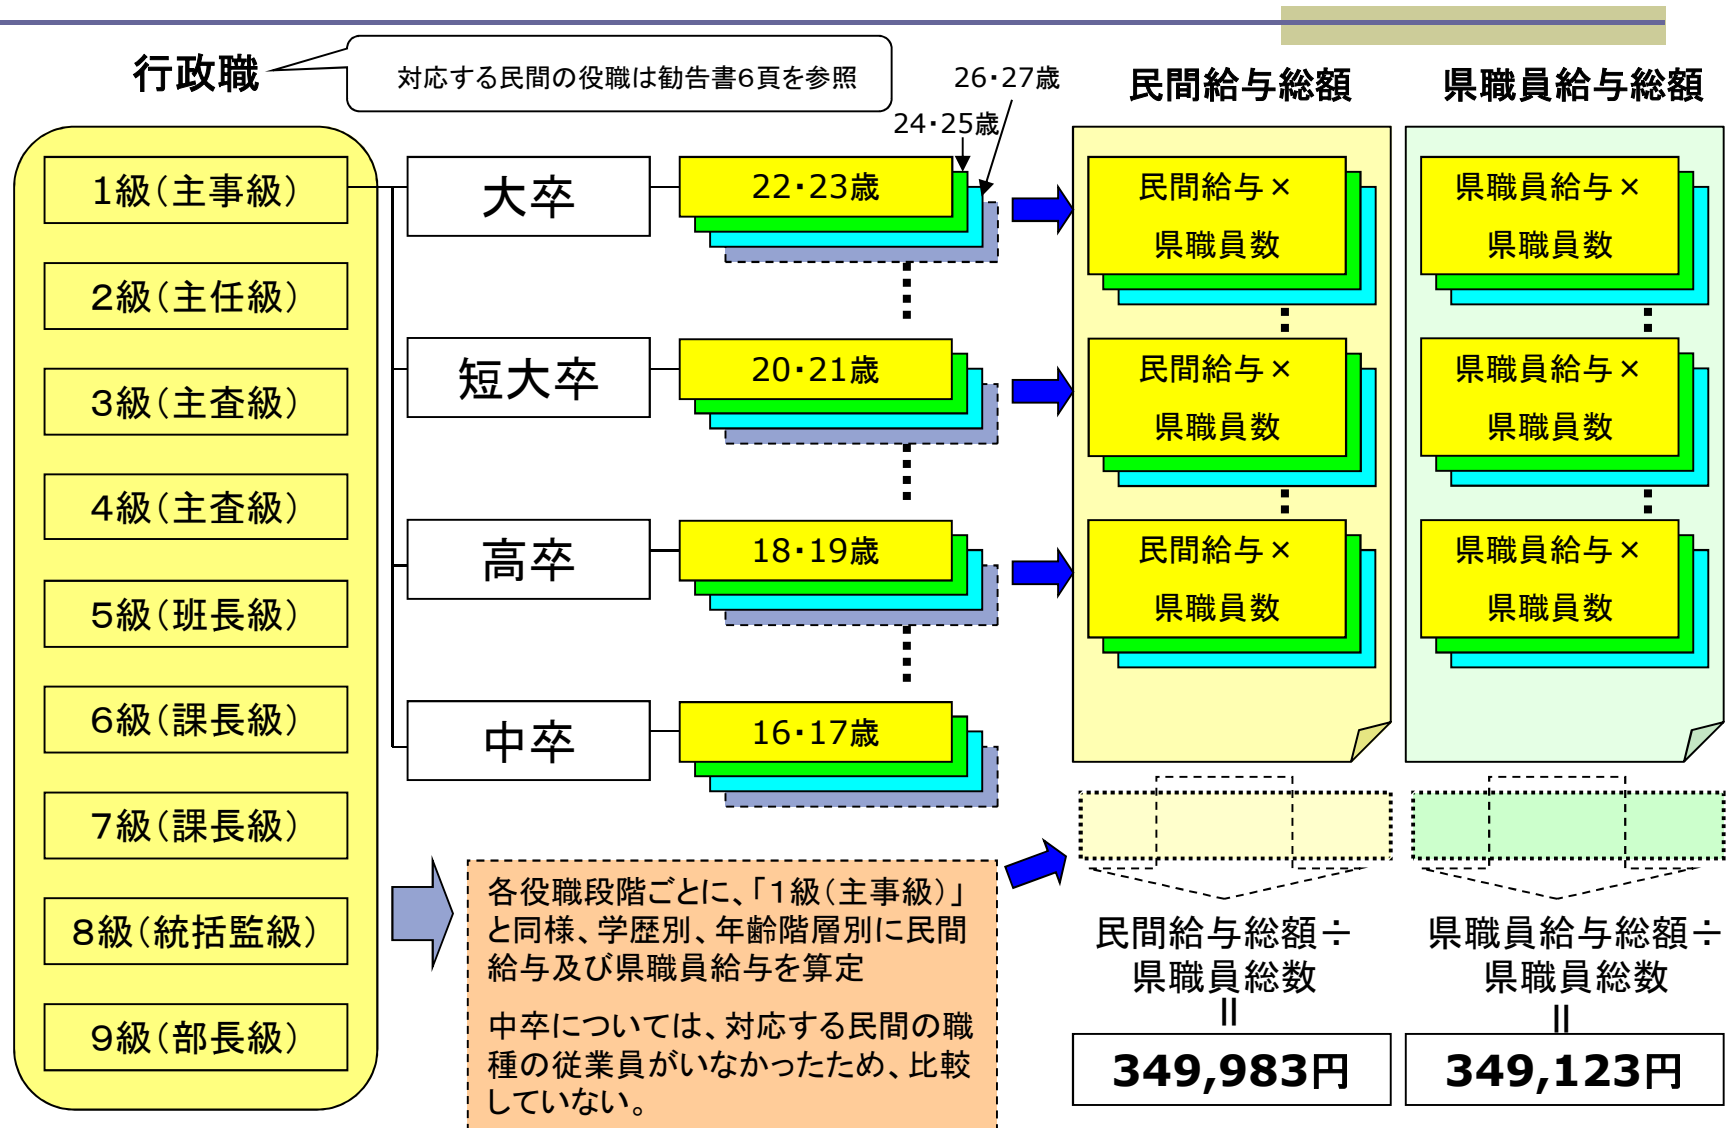 行政職
対応する民間の役職は勧告書6頁を参照
26・27歳
24・25歳
民間給与総額
県職員給与総額
1級（主事級）
2級（主任級）
3級（主査級）
4級（主査級）
5級（班長級）
6級（課長級）
7級（課長級）
8級（統括監級）
9級（部長級）
大卒
22・23歳
短大卒
20・21歳
高卒
18・19歳
中卒
16・17歳
民間給与×
県職員数
民間給与×
県職員数
民間給与×
県職員数
県職員給与×
県職員数
県職員給与×
県職員数
県職員給与×
県職員数
各役職段階ごとに、「1級（主事級）」
と同様、学歴別、年齢階層別に民間
給与及び県職員給与を算定
中卒については、対応する民間の職
種の従業員がいなかったため、比較
していない。
民間給与総額÷
県職員総数
＝
349,983円
県職員給与総額÷
県職員総数
＝
349,123円